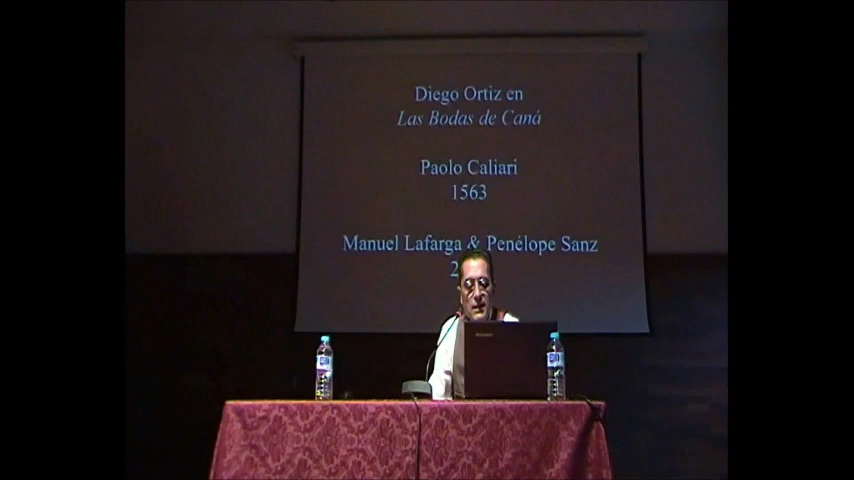 Diego Ortiz en
Las Bodas de Caná
Paolo Caliari
1563
Manuel Lafarga & Penélope Sanz